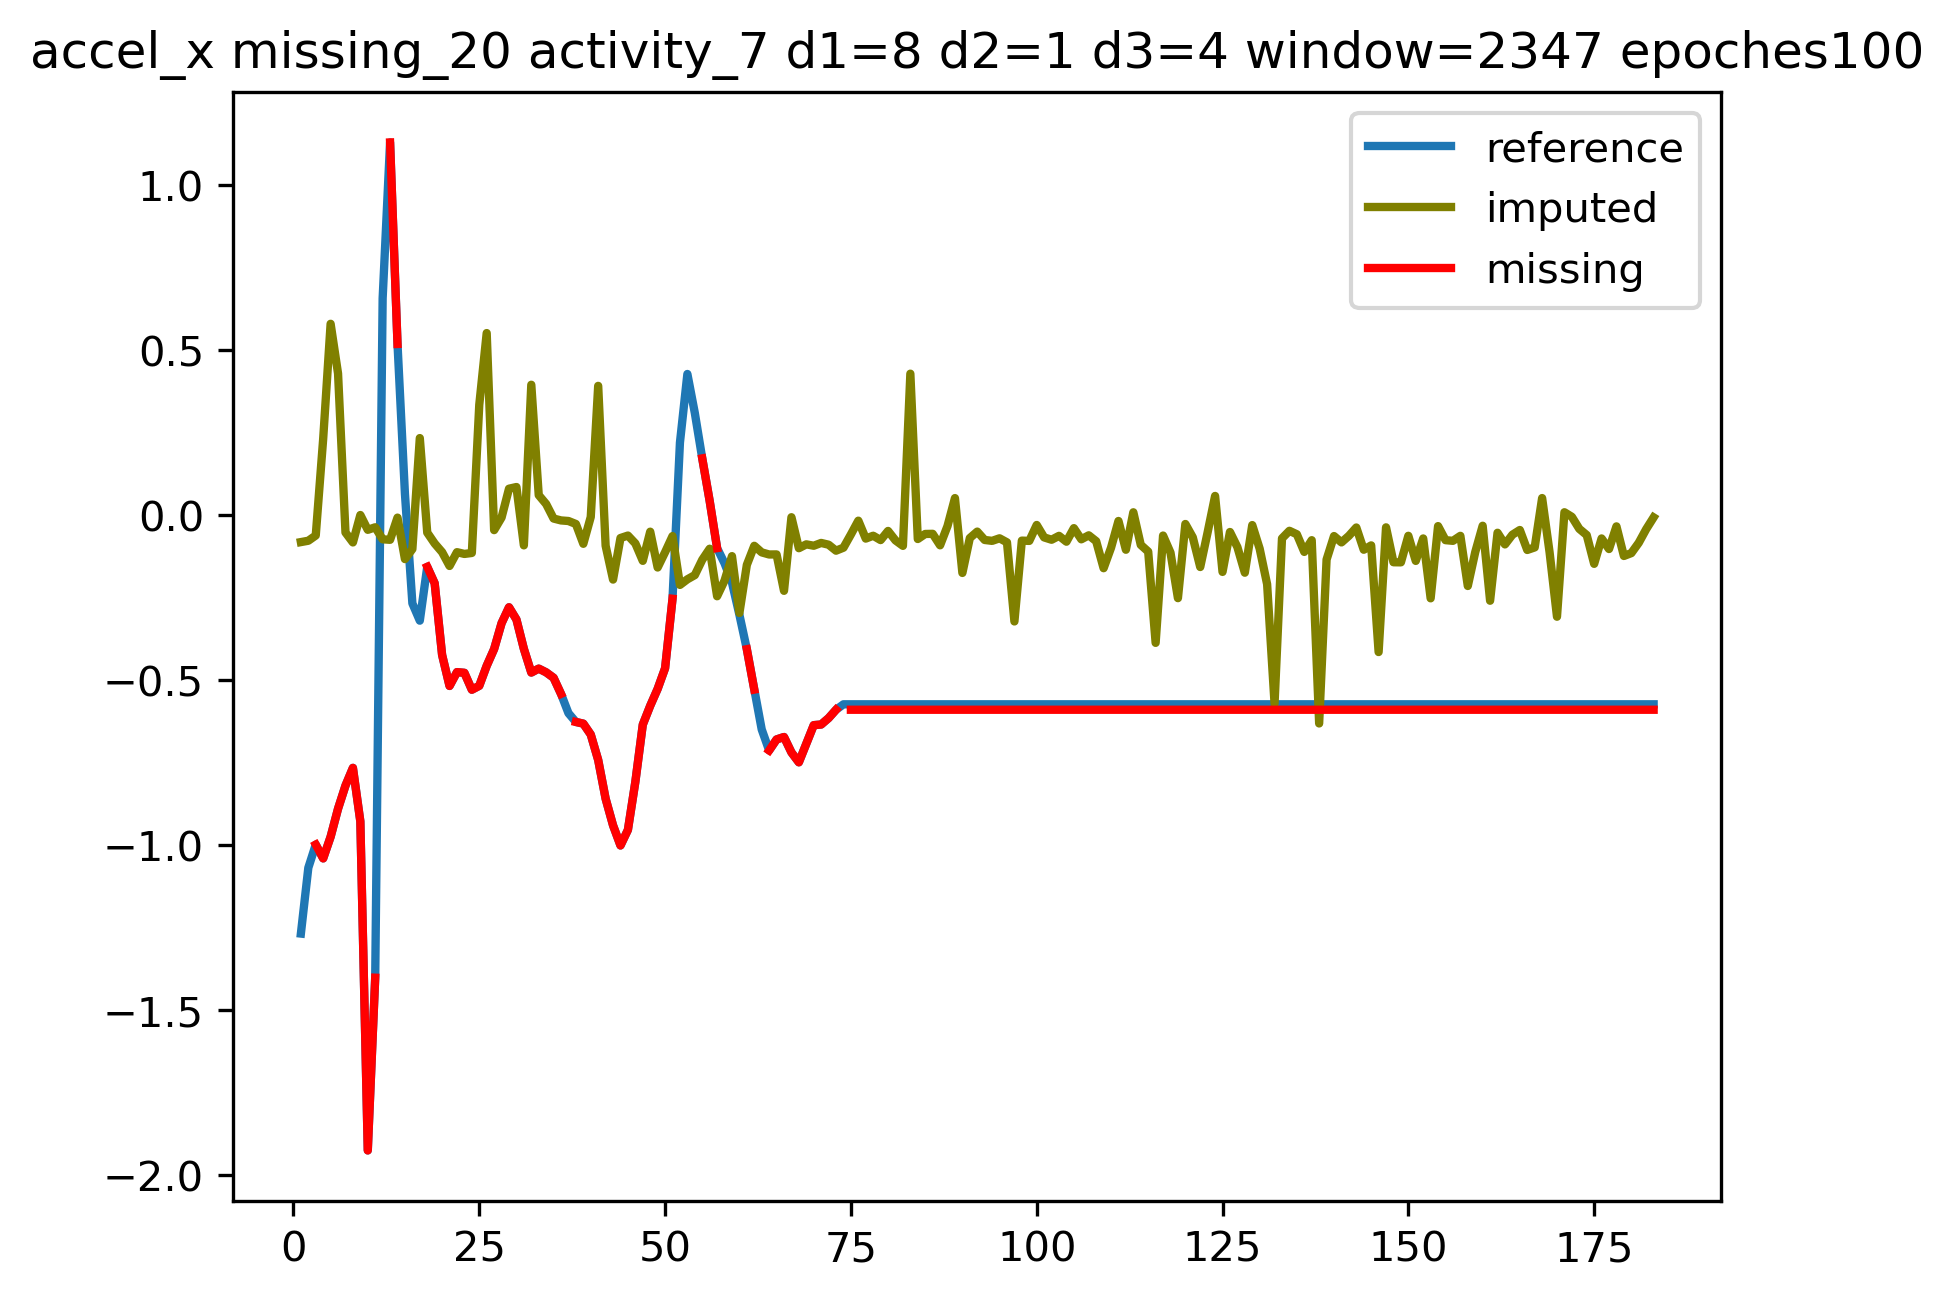 accel_x missing_20 activity_7 d1=8 d2=1 d3=4 window=2347 epoches100
reference
imputed
missing
1.0
0.5
0.0
−0.5
−1.0
−1.5
−2.0
0 25 50 75 100 125 150 175